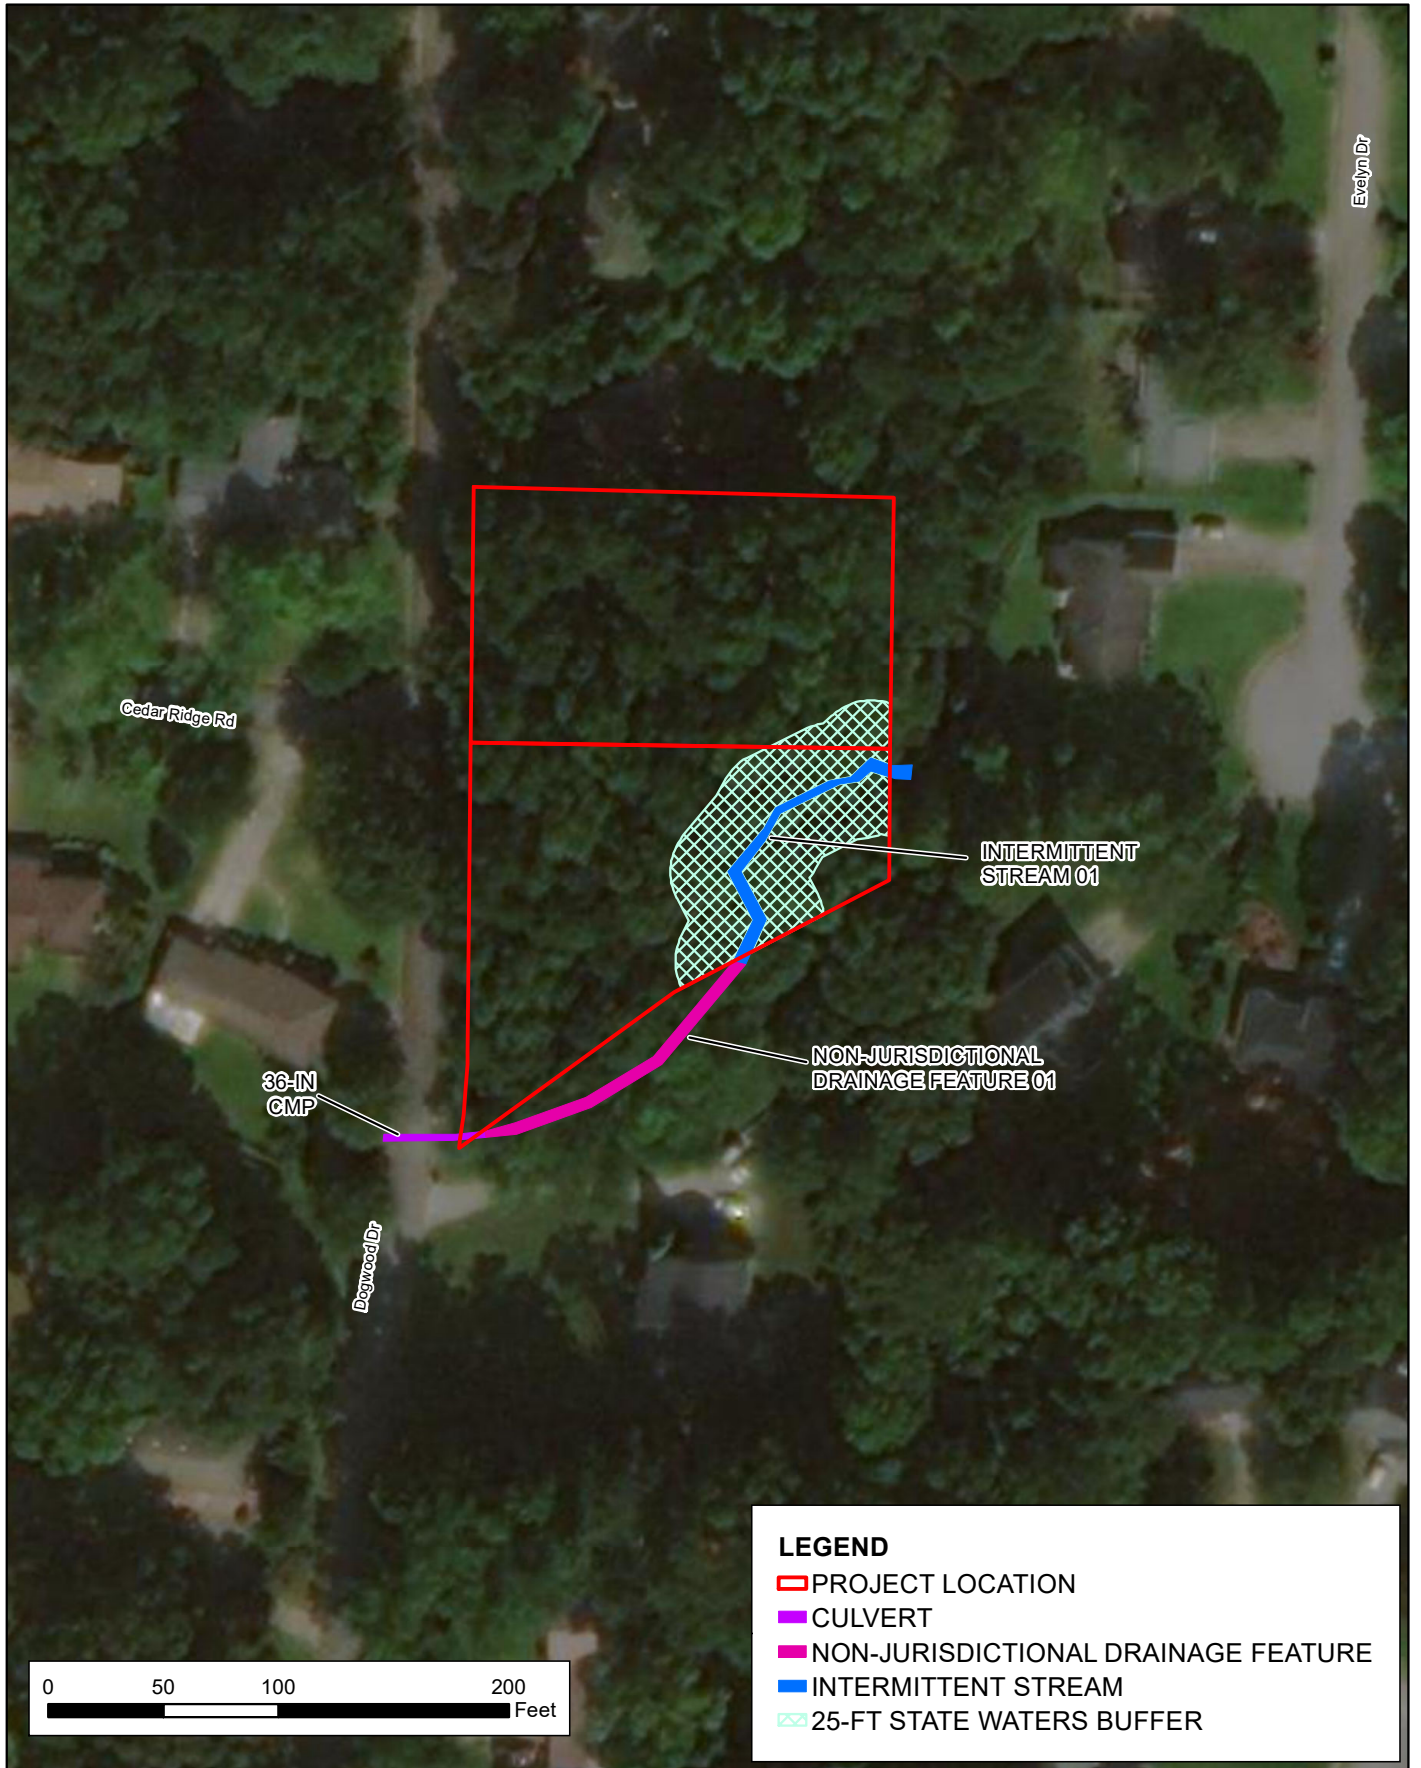 Evelyn Dr
Cedar Ridge Rd
INTERMITTENT
STREAM 01
NON-JURISDICTIONAL
DRAINAGE FEATURE 01
36-IN
CMP
Dogwood Dr
LEGEND
PROJECT LOCATION
CULVERT
NON-JURISDICTIONAL DRAINAGE FEATURE
INTERMITTENT STREAM
25-FT STATE WATERS BUFFER
0 50 100 200
Feet